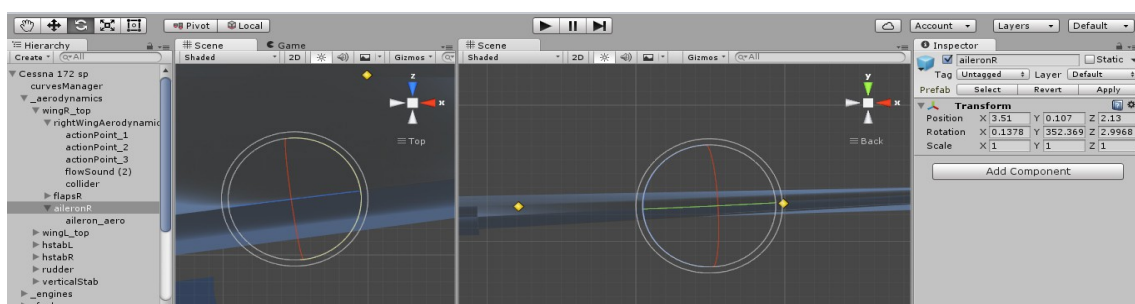 Pivot Local Account Layers Default
Hierarchy Scene Game Scene Inspector
Create All Shaded 2D Gizmos Shaded 2D Gizmos All aileronR Static
Cessna 172 sp Tag Untagged Layer Default
curvesManager Prefab Select Revert Apply
_aerodynamics Transform
wingR_top Position X 3.51 Y 0.107 Z 2.13
rightWingAerodynamic Rotation X 0.1378 Y 352.369 Z 2.9968
actionPoint_1 Scale X 1 Y 1 Z 1
actionPoint_2 Top Back
actionPoint_3 Add Component
flowSound (2)
collider
flapsR
aileronR
aileron_aero
wingL_top
hstabL
hstabR
rudder
verticalStab
_engines
z
x
y
x